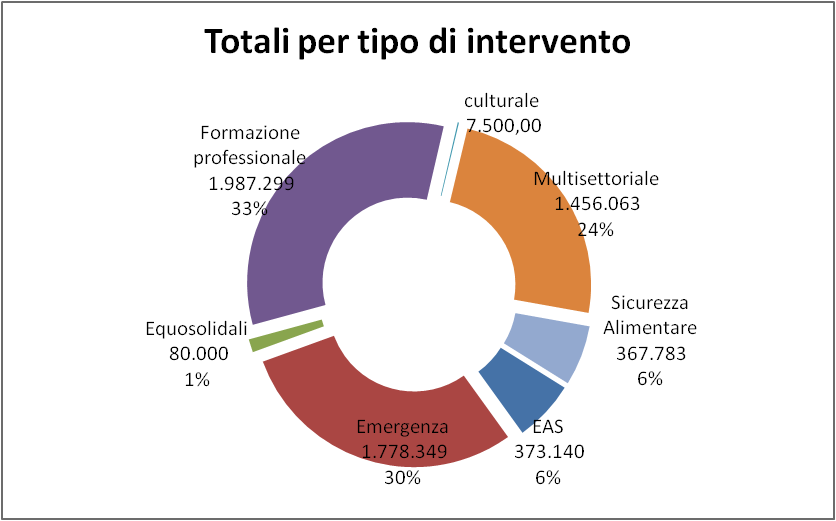 Totali per tipo di intervento
culturale
7.500,00
Multisettoriale
1.456.063
24%
Sicurezza
Alimentare
367.783
6%
EAS
373.140
6%
Emergenza
1.778.349
30%
Equosolidali
80.000
1%
Formazione
professionale
1.987.299
33%